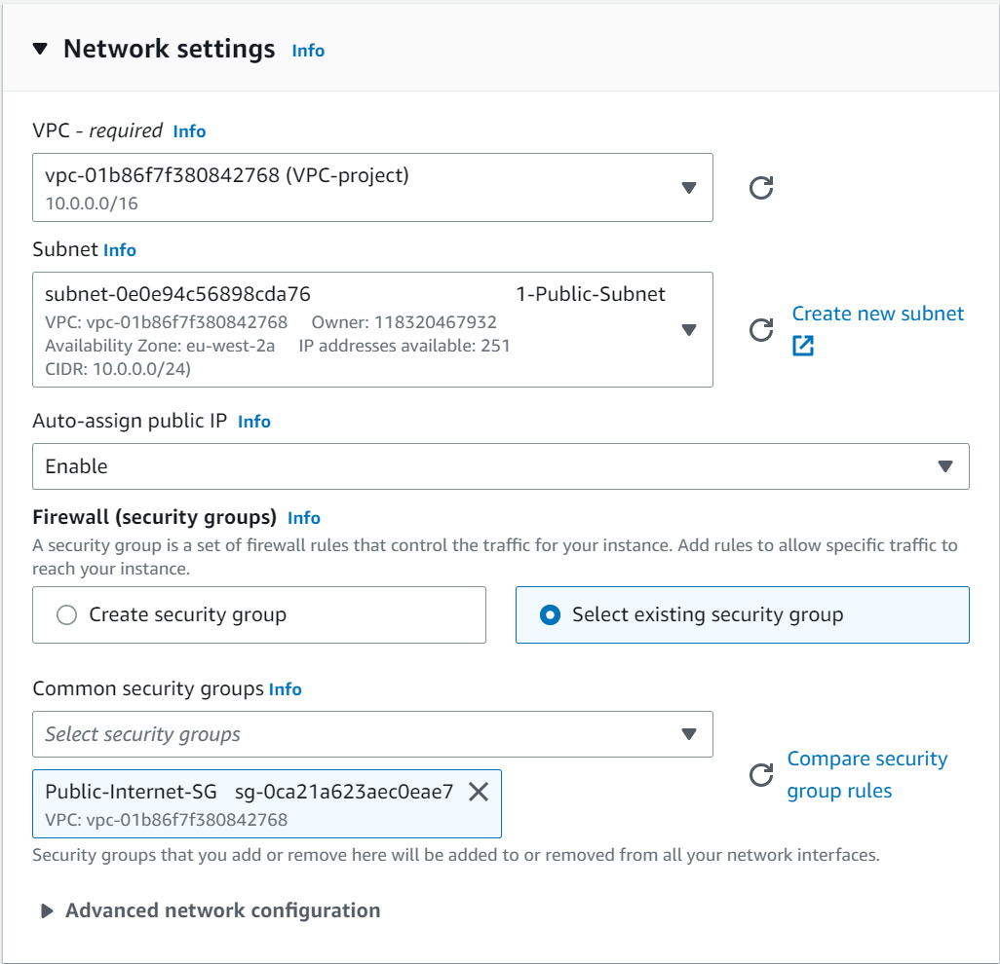 Network settings Info
VPC - required Info
vpc-01b86f7f380842768 (VPC-project)
10.0.0.0/16
Subnet Info
subnet-0e0e94c56898cda76 1-Public-Subnet
VPC: vpc-01b86f7f380842768 Owner: 118320467932
Availability Zone: eu-west-2a IP addresses available: 251
CIDR: 10.0.0.0/24)
Create new subnet
Auto-assign public IP Info
Enable
Firewall (security groups) Info
A security group is a set of firewall rules that control the traffic for your instance. Add rules to allow specific traffic to
reach your instance.
Create security group
Select existing security group
Common security groups Info
Select security groups
Public-Internet-SG sg-0ca21a623aec0eae7
VPC: vpc-01b86f7f380842768
Compare security
group rules
Security groups that you add or remove here will be added to or removed from all your network interfaces.
Advanced network configuration